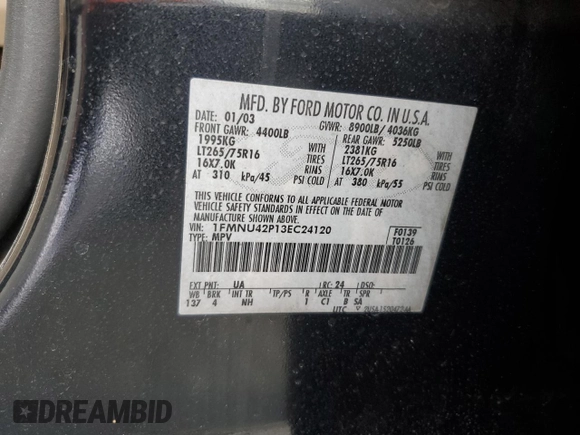 MFD. BY FORD MOTOR CO. IN U.S.A.
DATE: 01/03 GVWR: 8900LB/ 4036KG
FRONT GAWR: 4400LB REAR GAWR: 5250LB
1995KG WITH 2381KG WITH
LT265/75R16 TIRES LT265/75R16 TIRES
16X7.0K RIMS 16X7.0K RIMS
AT 310 kPa/45 PSI COLD AT 380 kPa/55 PSI COLD
THIS VEHICLE CONFORMS TO ALL APPLICABLE FEDERAL MOTOR
VEHICLE SAFETY STANDARDS IN EFFECT ON THE DATE OF
MANUFACTURE SHOWN ABOVE.
VIN: 1FMNU42P13EC24120 F0139
TYPE: MPV T0126
EXT PNT: UA RC: 24 DSO:
WB BRK INT TR TP/PS R AXLE TR SPR
137 4 NH 1 C1 B SA
UTC
DREAMBID